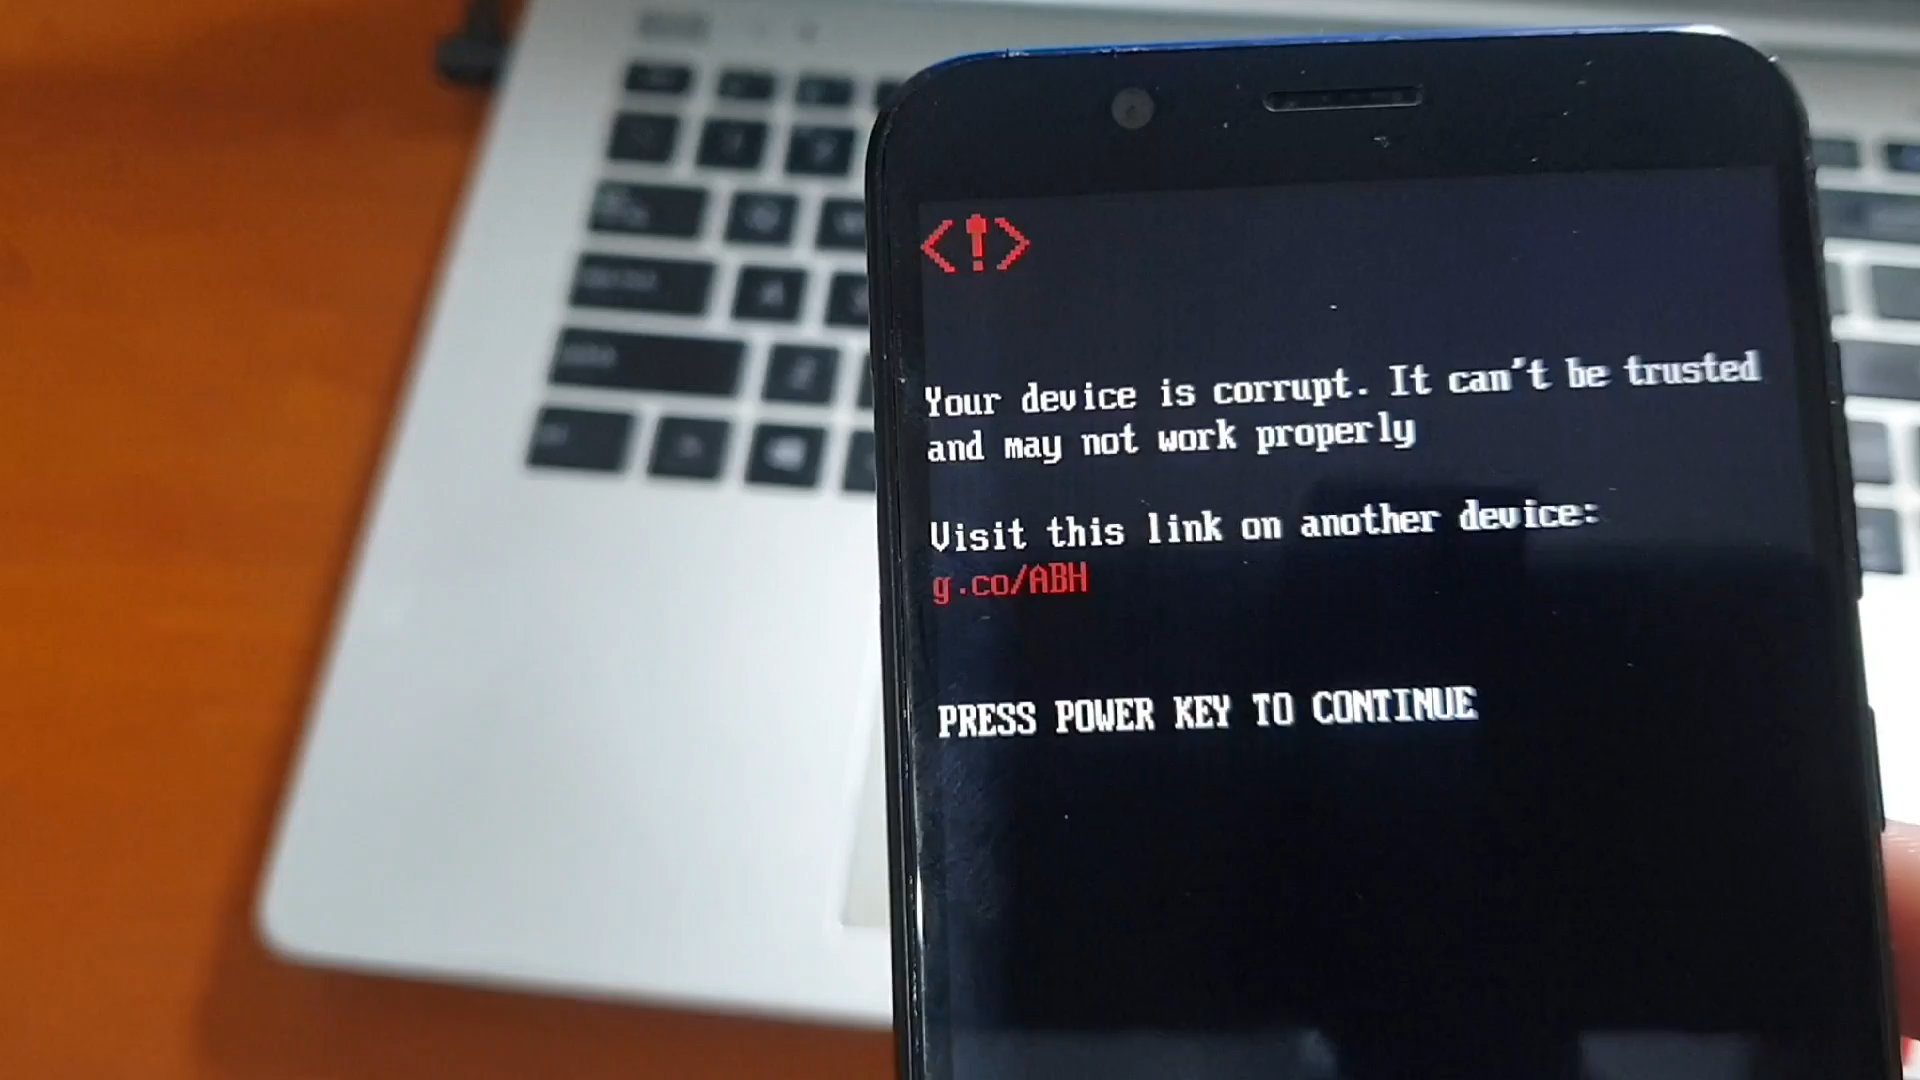 <!>
Your device is corrupt. It can't be trusted
and may not work properly
Visit this link on another device:
g.co/ABH
PRESS POWER KEY TO CONTINUE